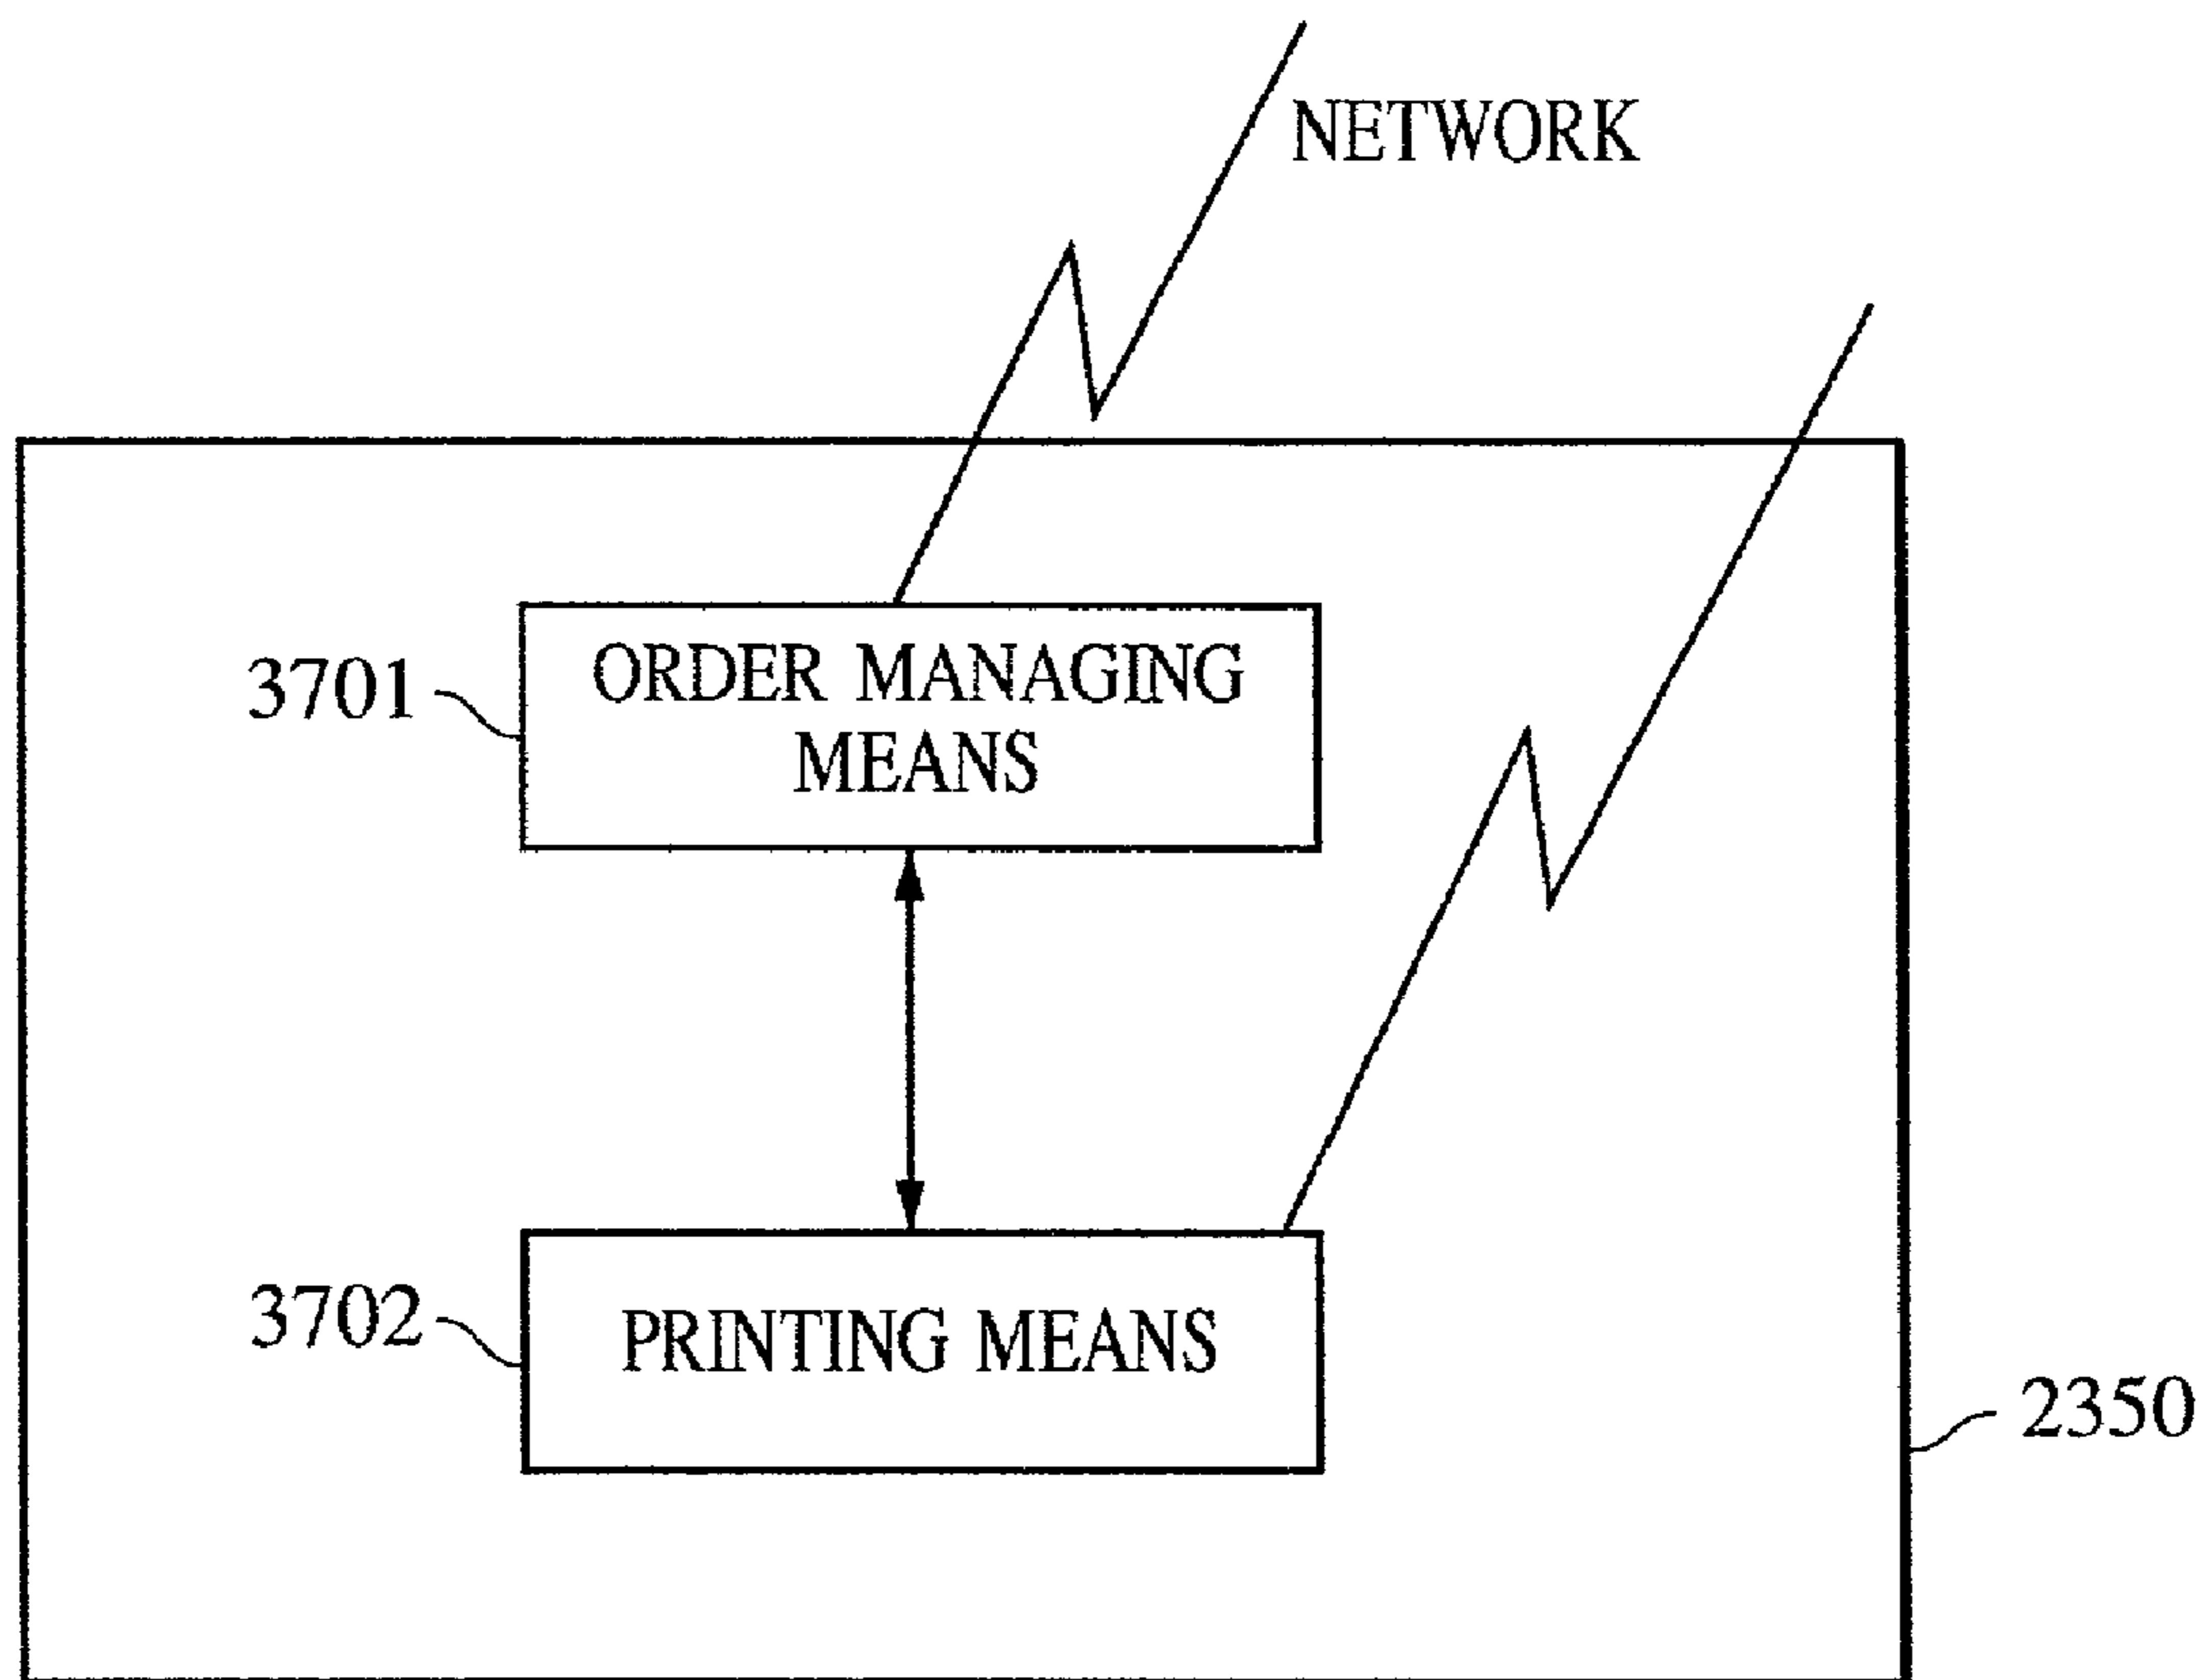 NETWORK
3701
ORDER MANAGING
MEANS
3702
PRINTING MEANS
2350